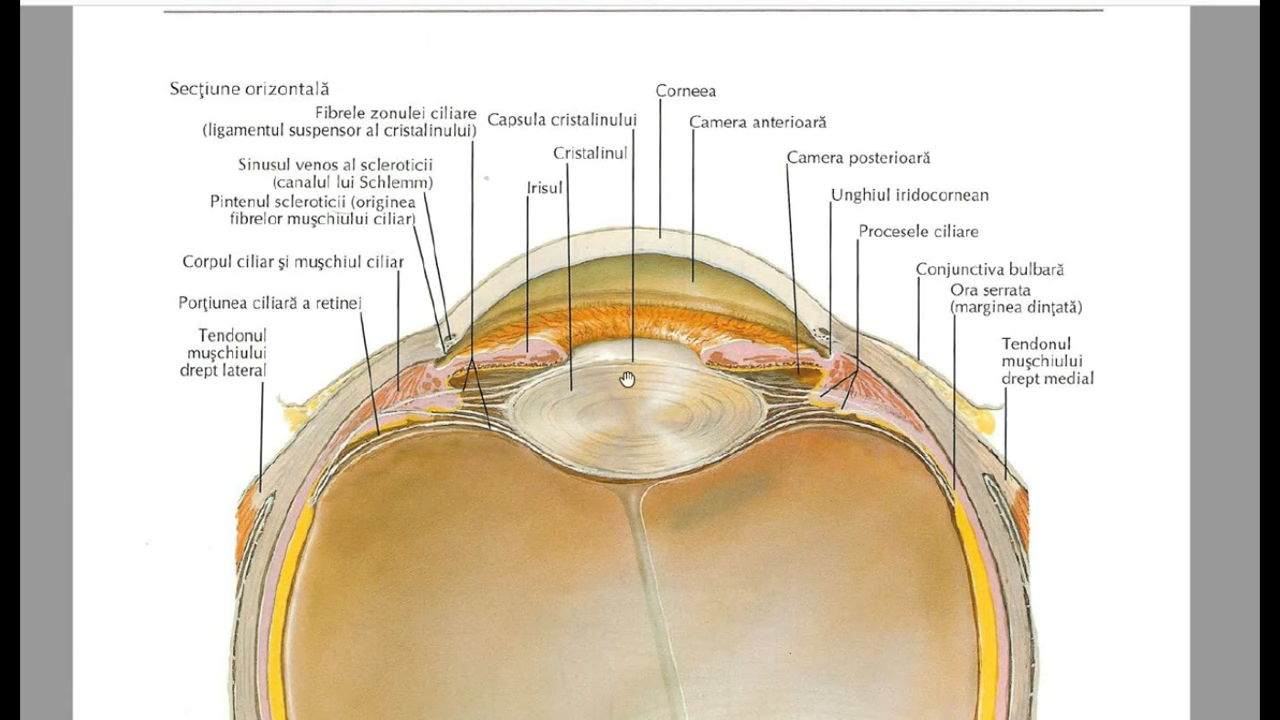 Secţiune orizontală
Fibrele zonulei ciliare
(ligamentul suspensor al cristalinului)
Capsula cristalinului
Corneea
Camera anterioară
Cristalinul
Camera posterioară
Sinusul venos al scleroticii
(canalul lui Schlemm)
Irisul
Unghiul iridocornean
Pintenul scleroticii (originea
fibrelor muşchiului ciliar)
Procesele ciliare
Corpul ciliar şi muşchiul ciliar
Conjunctiva bulbară
Ora serrata
(marginea dinţată)
Porţiunea ciliară a retinei
Tendonul
muşchiului
drept lateral
Tendonul
muşchiului
drept medial